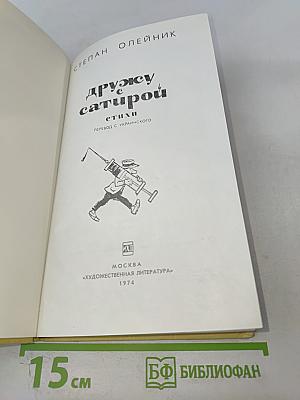 СТЕПАН ОЛЕЙНИК
дружу
с
сатирой
СТИХИ
ПЕРЕВОД С УКРАИНСКОГО
МОСКВА
«ХУДОЖЕСТВЕННАЯ ЛИТЕРАТУРА»
1974
15 см
БФ БИБЛИОФАН